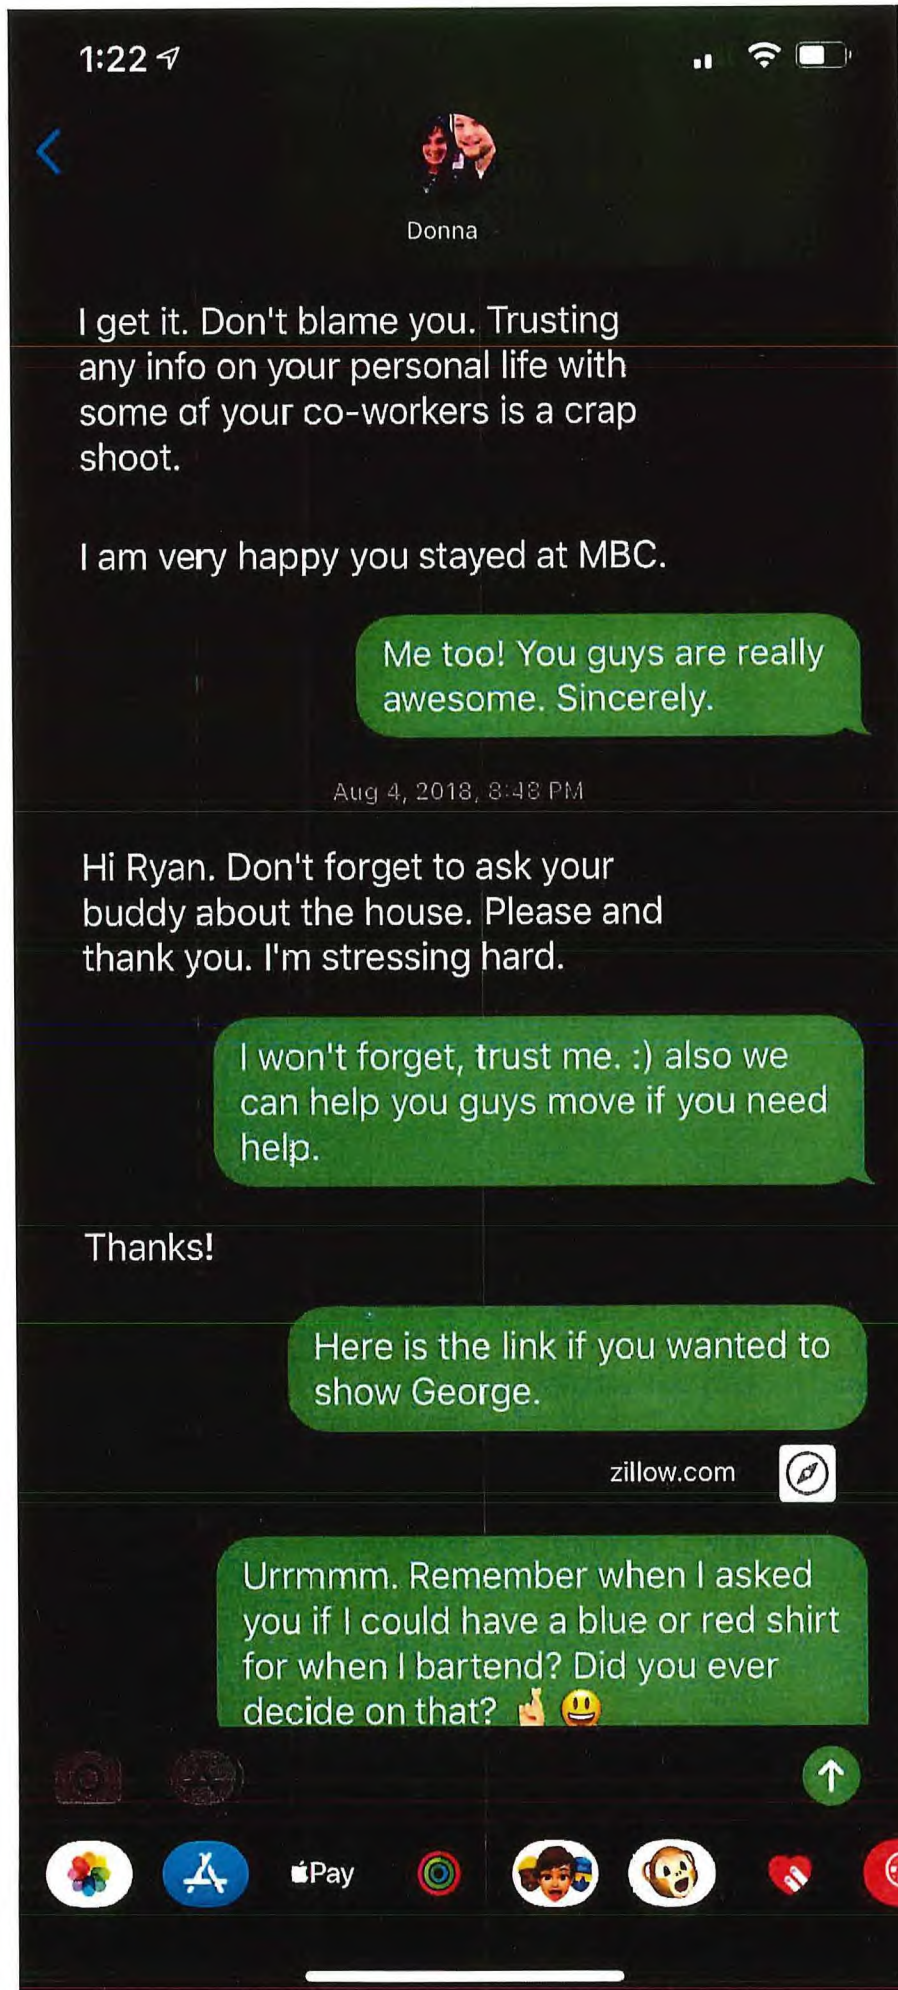 1:22
Donna
I get it. Don't blame you. Trusting
any info on your personal life with
some of your co-workers is a crap
shoot.
I am very happy you stayed at MBC.
Me too! You guys are really
awesome. Sincerely.
Aug 4, 2018, 8:48 PM
Hi Ryan. Don't forget to ask your
buddy about the house. Please and
thank you. I'm stressing hard.
I won't forget, trust me. :) also we
can help you guys move if you need
help.
Thanks!
Here is the link if you wanted to
show George.
zillow.com
Urrmmm. Remember when I asked
you if I could have a blue or red shirt
for when I bartend? Did you ever
decide on that? 🤞🏻 😃
Pay